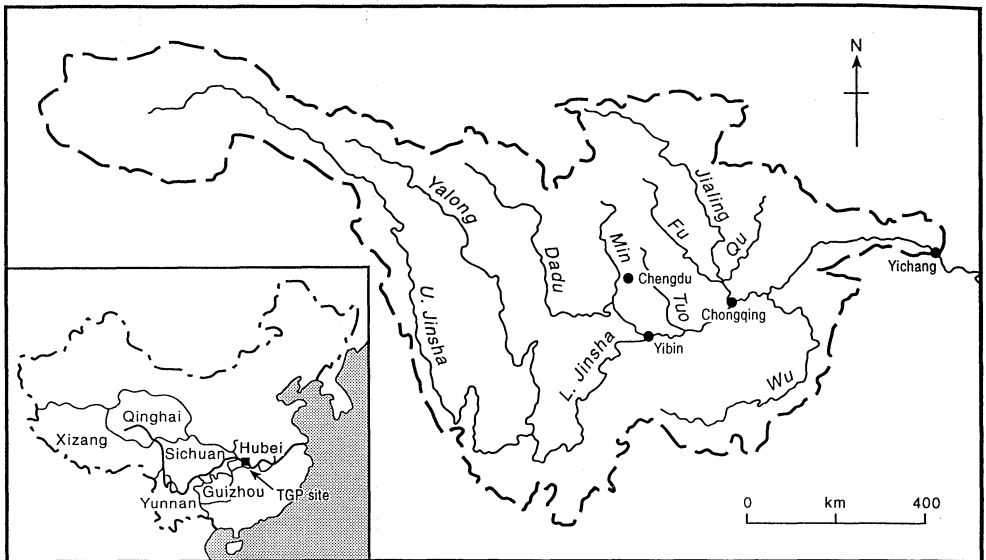 N
Yalong
Jialing
Fu
Qu
Min
Dadu
Chengdu
Tuo
Yichang
Chongqing
U. Jinsha
L. Jinsha
Yibin
Wu
0 km 400
Qinghai
Xizang
Sichuan
Hubei
Guizhou
TGP site
Yunnan